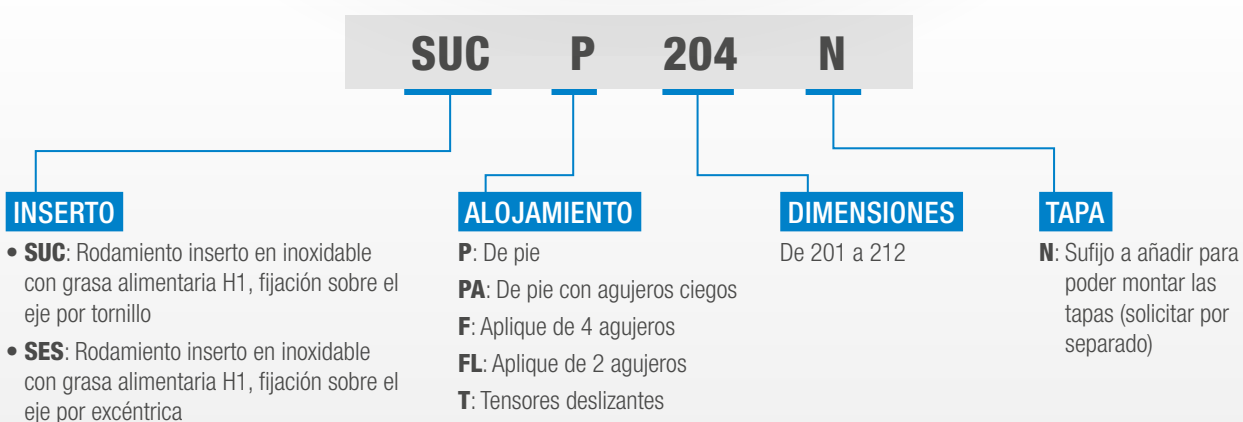 SUC P 204 N
INSERTO
• SUC: Rodamiento inserto en inoxidable
con grasa alimentaria H1, fijación sobre el
eje por tornillo
• SES: Rodamiento inserto en inoxidable
con grasa alimentaria H1, fijación sobre el
eje por excéntrica
ALOJAMIENTO
P: De pie
PA: De pie con agujeros ciegos
F: Aplique de 4 agujeros
FL: Aplique de 2 agujeros
T: Tensores deslizantes
DIMENSIONES
De 201 a 212
TAPA
N: Sufijo a añadir para
poder montar las
tapas (solicitar por
separado)